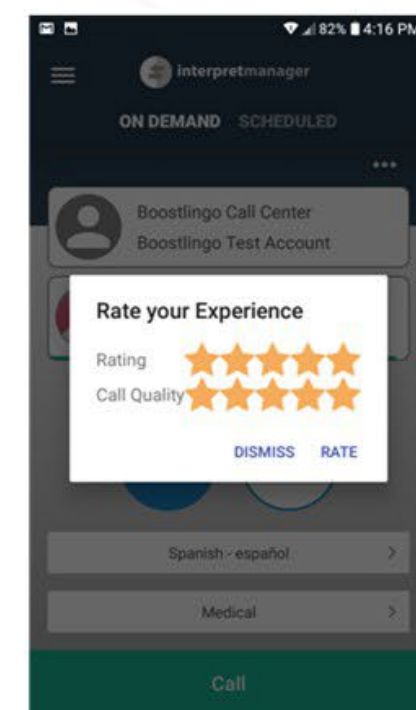 82% 4:16 PM
interpretmanager
ON DEMAND SCHEDULED
Boostlingo Call Center
Boostlingo Test Account
Rate your Experience
Rating
Call Quality
DISMISS RATE
Spanish - español
Medical
Call